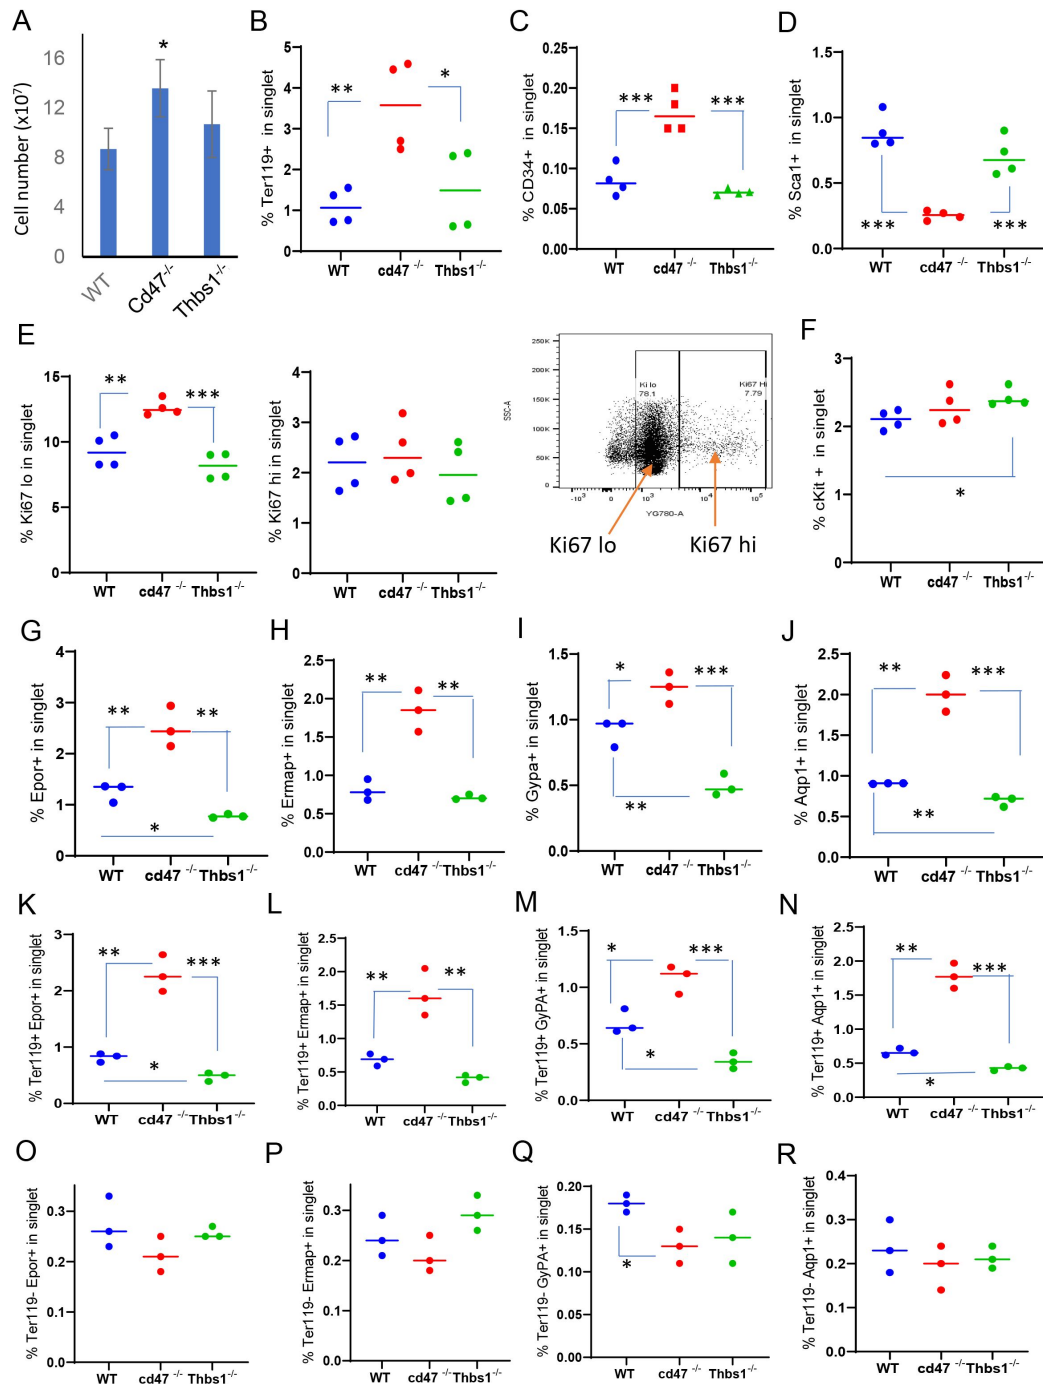 A
Cell number (x10⁷)
16
12
8
4
0
*
WT
Cd47⁻/⁻
Thbs1⁻/⁻
B
% Ter119+ in singlet
5
4
3
2
1
0
**
*
WT cd47 ⁻/⁻ Thbs1⁻/⁻
C
% CD34+ in singlet
0.25
0.20
0.15
0.10
0.05
0.00
*** ***
WT cd47 ⁻/⁻ Thbs1⁻/⁻
D
% Sca1+ in singlet
1.5
1.0
0.5
0.0
*** ***
WT cd47 ⁻/⁻ Thbs1⁻/⁻
E
% Ki67 lo in singlet
15
10
5
0
** ***
WT cd47 ⁻/⁻ Thbs1⁻/⁻
% Ki67 hi in singlet
4
3
2
1
0
WT cd47 ⁻/⁻ Thbs1⁻/⁻
SSC-A
250K
200K
150K
100K
50K
0
Ki lo
78.1
Ki67 Hi
7.79
-10³ 0 10³ 10⁴ 10⁵
YG780-A
Ki67 lo Ki67 hi
F
% cKit + in singlet
3
2
1
0
*
WT cd47 ⁻/⁻ Thbs1⁻/⁻
G
% Epor+ in singlet
4
3
2
1
0
** **
*
WT cd47 ⁻/⁻ Thbs1⁻/⁻
H
% Ermap+ in singlet
2.5
2.0
1.5
1.0
0.5
0.0
** **
WT cd47 ⁻/⁻ Thbs1⁻/⁻
I
% Gypa+ in singlet
1.5
1.0
0.5
0.0
* ***
**
WT cd47 ⁻/⁻ Thbs1⁻/⁻
J
% Aqp1+ in singlet
2.5
2.0
1.5
1.0
0.5
0.0
** ***
**
WT cd47 ⁻/⁻ Thbs1⁻/⁻
K
% Ter119+ Epor+ in singlet
3
2
1
0
** ***
*
WT cd47 ⁻/⁻ Thbs1⁻/⁻
L
% Ter119+ Ermap+ in singlet
2.5
2.0
1.5
1.0
0.5
0.0
** **
WT cd47 ⁻/⁻ Thbs1⁻/⁻
M
% Ter119+ GyPA+ in singlet
1.5
1.0
0.5
0.0
* ***
*
WT cd47 ⁻/⁻ Thbs1⁻/⁻
N
% Ter119+ Aqp1+ in singlet
2.5
2.0
1.5
1.0
0.5
0.0
** ***
*
WT cd47 ⁻/⁻ Thbs1⁻/⁻
O
% Ter119- Epor+ in singlet
0.3
0.2
0.1
0.0
WT cd47 ⁻/⁻ Thbs1⁻/⁻
P
% Ter119- Ermap+ in singlet
0.3
0.2
0.1
0.0
WT cd47 ⁻/⁻ Thbs1⁻/⁻
Q
% Ter119- GyPA+ in singlet
0.20
0.15
0.10
0.05
0.00
*
WT cd47 ⁻/⁻ Thbs1⁻/⁻
R
% Ter119- Aqp1+ in singlet
0.4
0.3
0.2
0.1
0.0
WT cd47 ⁻/⁻ Thbs1⁻/⁻